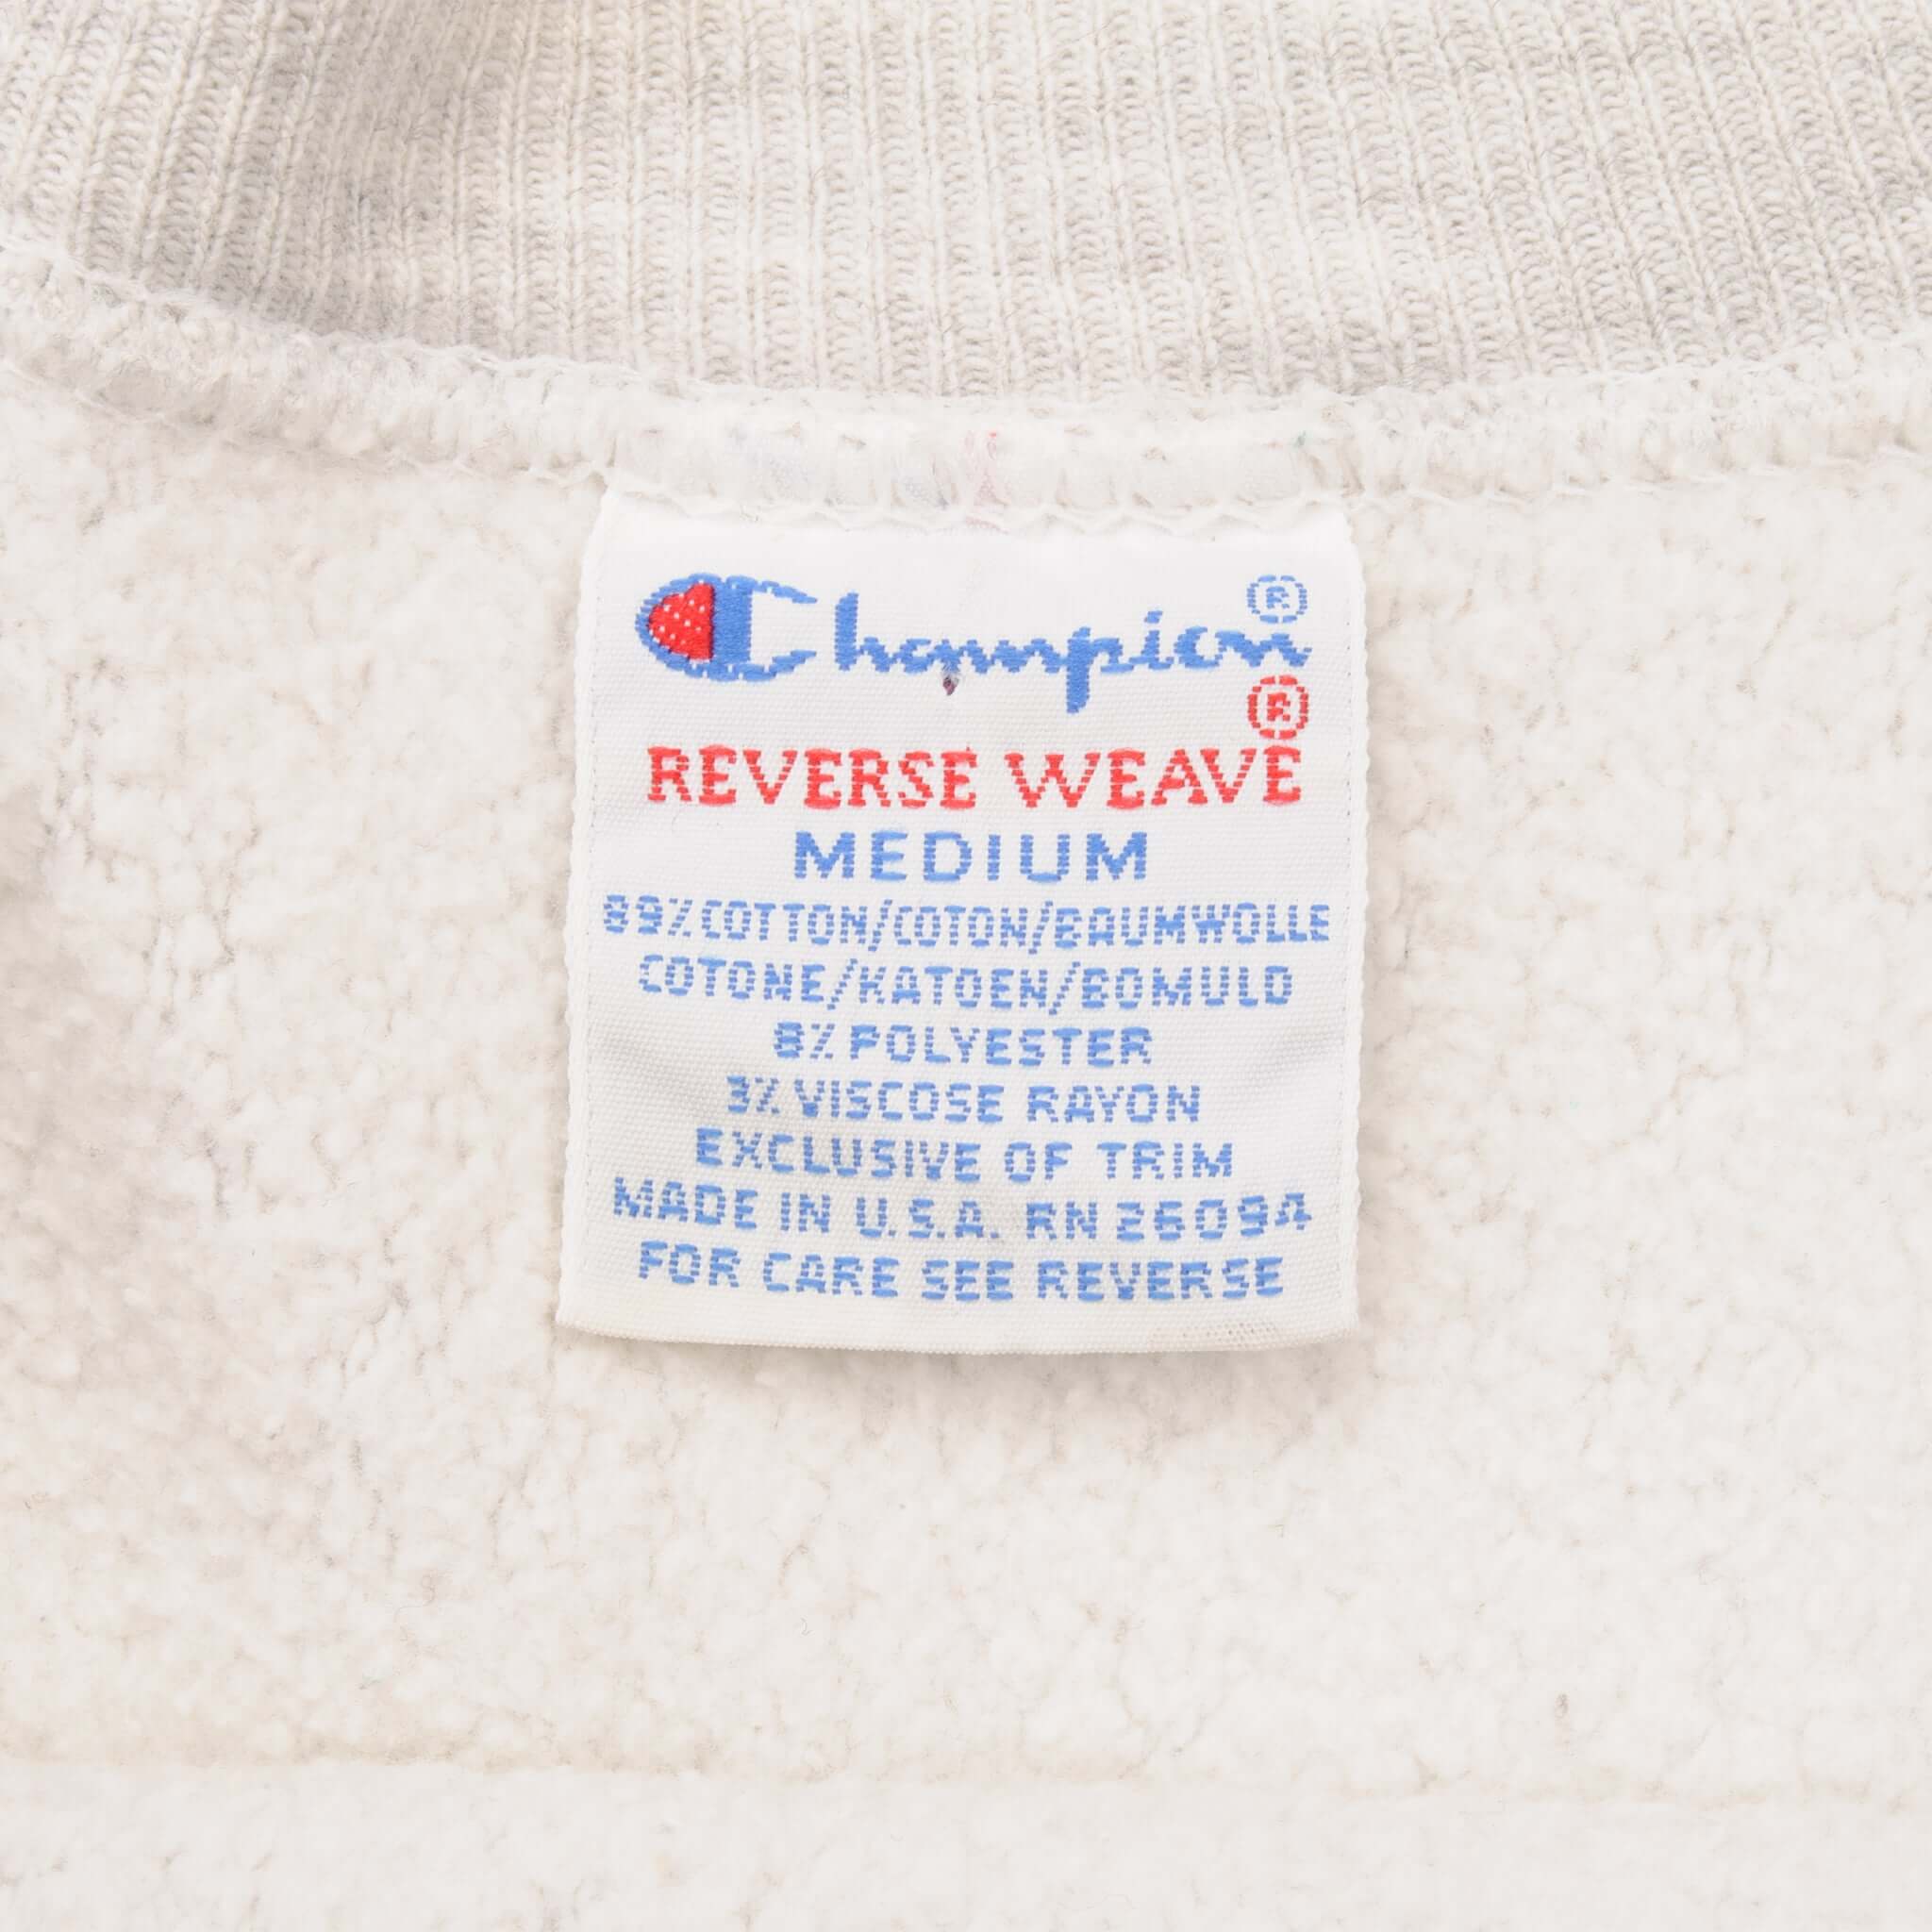 Champion®
®
REVERSE WEAVE
MEDIUM
89% COTTON/COTON/BAUMWOLLE
COTONE/KATOEN/BOMULD
8% POLYESTER
3% VISCOSE RAYON
EXCLUSIVE OF TRIM
MADE IN U.S.A. RN 26094
FOR CARE SEE REVERSE